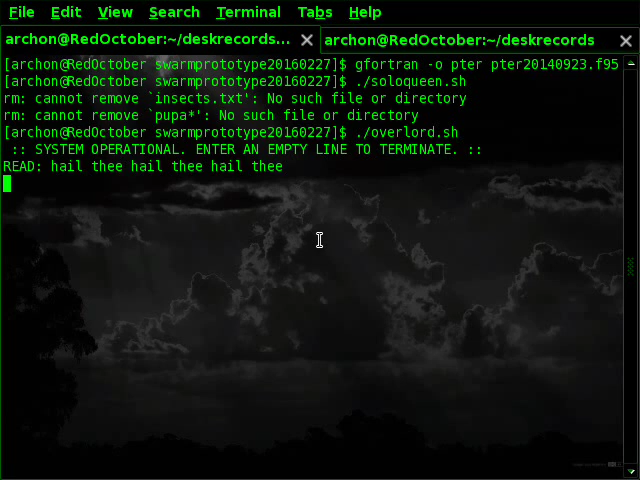 File Edit View Search Terminal Tabs Help
archon@RedOctober:~/deskrecords... archon@RedOctober:~/deskrecords
[archon@RedOctober swarmprototype20160227]$ gfortran -o pter pter20140923.f95
[archon@RedOctober swarmprototype20160227]$ ./soloqueen.sh
rm: cannot remove `insects.txt': No such file or directory
rm: cannot remove `pupa*': No such file or directory
[archon@RedOctober swarmprototype20160227]$ ./overlord.sh
:: SYSTEM OPERATIONAL. ENTER AN EMPTY LINE TO TERMINATE. ::
READ: hail thee hail thee hail thee